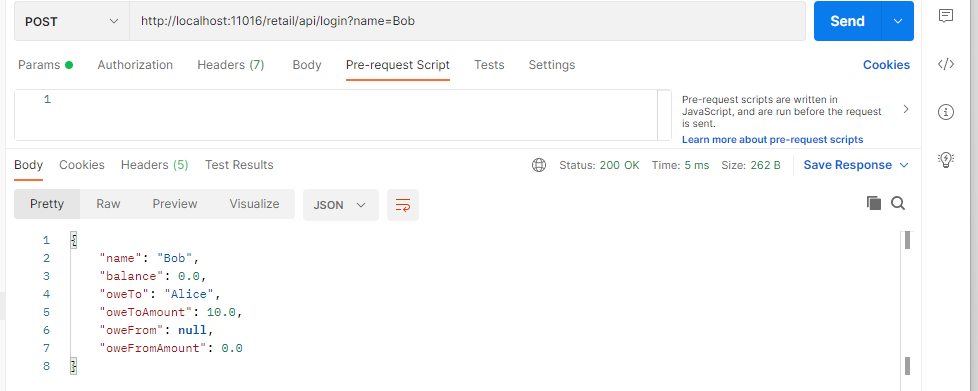 POST http://localhost:11016/retail/api/login?name=Bob Send
Params Authorization Headers (7) Body Pre-request Script Tests Settings Cookies
1
Pre-request scripts are written in
JavaScript, and are run before the request
is sent.
Learn more about pre-request scripts
Body Cookies Headers (5) Test Results Status: 200 OK Time: 5 ms Size: 262 B Save Response
Pretty Raw Preview Visualize JSON
1 {
2 "name": "Bob",
3 "balance": 0.0,
4 "oweTo": "Alice",
5 "oweToAmount": 10.0,
6 "oweFrom": null,
7 "oweFromAmount": 0.0
8 }